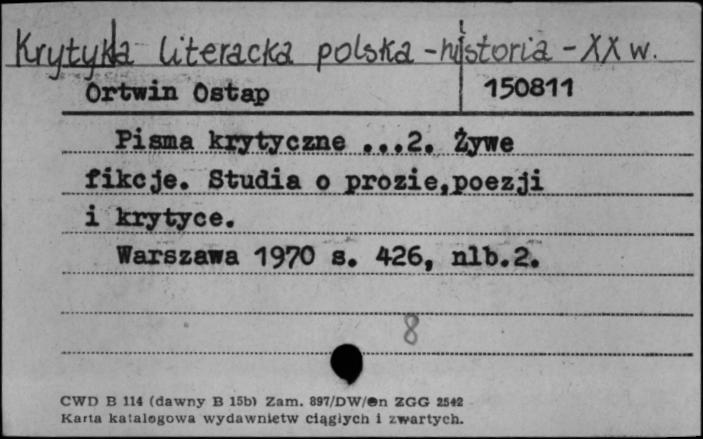 Krytyka literacka polska - historia - XX w.
Ortwin Ostap 150811
Pisma krytyczne ...2. Żywe
fikcje. Studia o prozie,poezji
i krytyce.
Warszawa 1970 s. 426, nlb.2.
8
CWD B 114 (dawny B 15b) Zam. 897/DW/en ZGG 2542
Karta katalogowa wydawnictw ciągłych i zwartych.